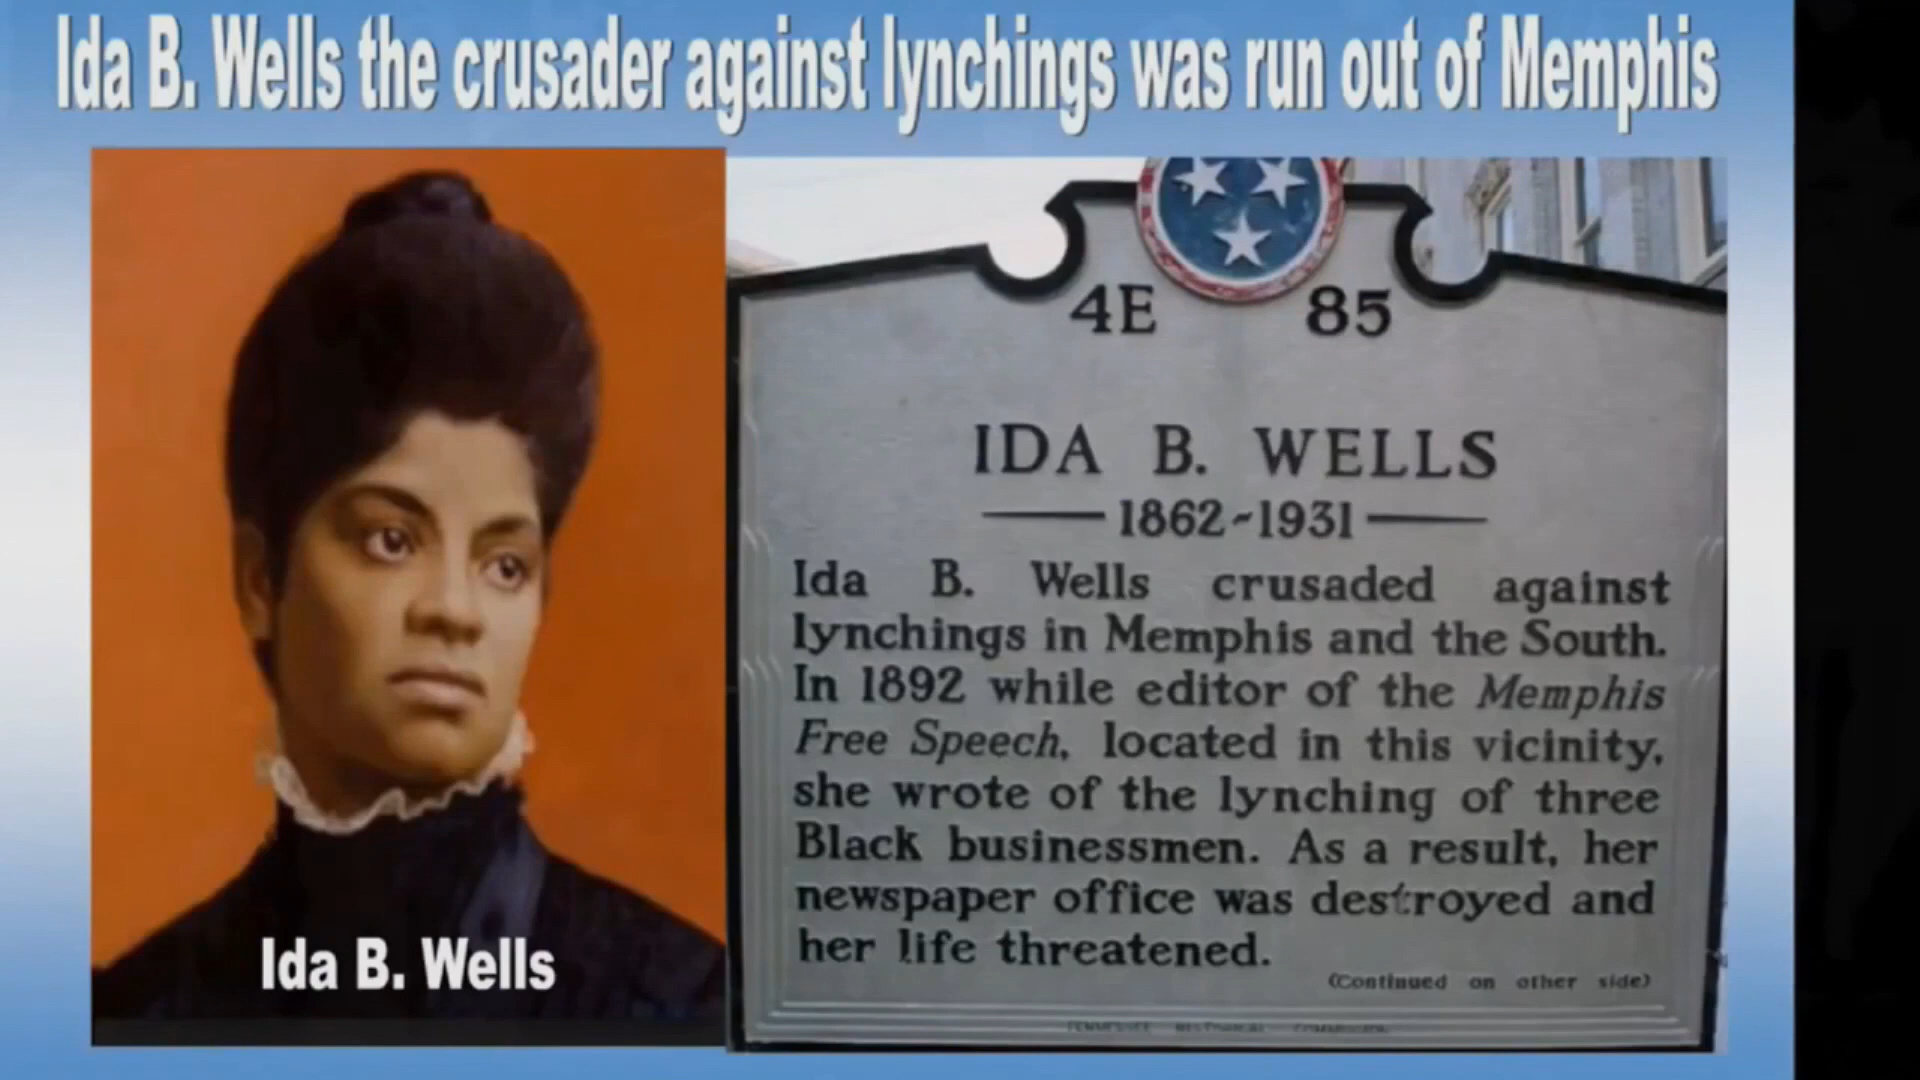 Ida B. Wells the crusader against lynchings was run out of Memphis
4E 85
IDA B. WELLS
1862-1931
Ida B. Wells crusaded against
lynchings in Memphis and the South.
In 1892 while editor of the Memphis
Free Speech, located in this vicinity,
she wrote of the lynching of three
Black businessmen. As a result, her
newspaper office was destroyed and
her life threatened.
(Continued on other side)
TENNESSEE HISTORICAL COMMISSION
Ida B. Wells